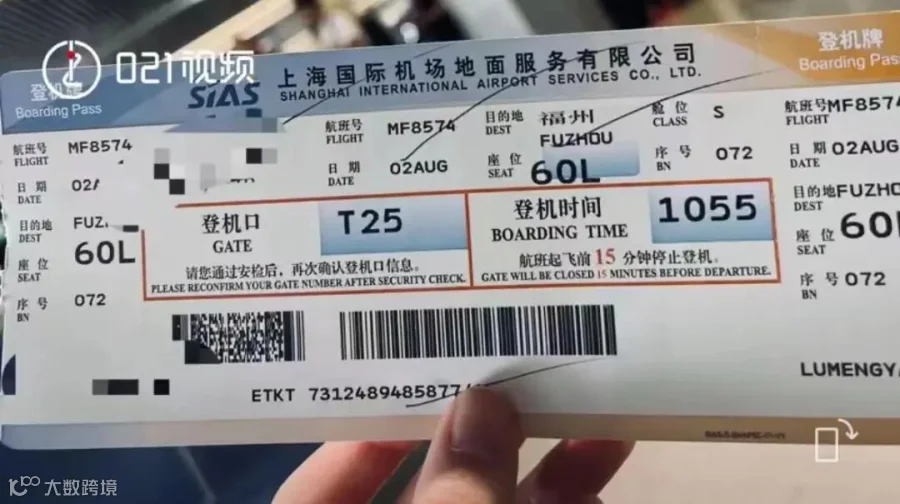 021视频
上海国际机场地面服务有限公司
SHANGHAI INTERNATIONAL AIRPORT SERVICES CO., LTD.
SIAS
登机牌
Boarding Pass
登机牌
Boarding Pass
航班号 MF8574
FLIGHT
日期 02
DATE
目的地 FUZ
DEST
座位 60L
SEAT
序号 072
BN
航班号 MF8574
FLIGHT
日期 02AUG
DATE
目的地 福州
DEST FUZHOU
座位 60L
SEAT
舱位 S
CLASS
序号 072
BN
登机口 T25
GATE
请您通过安检后，再次确认登机口信息。
PLEASE RECONFIRM YOUR GATE NUMBER AFTER SECURITY CHECK.
登机时间 1055
BOARDING TIME
航班起飞前 15 分钟停止登机。
GATE WILL BE CLOSED 15 MINUTES BEFORE DEPARTURE.
ETKT 7312489485877
航班号 MF8574
FLIGHT
日期 02AUG
DATE
目的地 FUZHO
DEST
座位 60L
SEAT
序号 072
BN
LUMENGYA
大数跨境